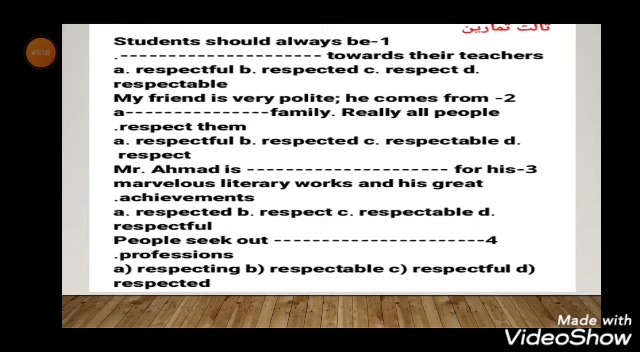 ثالث تمارين
Students should always be-1
.---------------------- towards their teachers
a. respectful b. respected c. respect d.
respectable
My friend is very polite; he comes from -2
a---------------family. Really all people
.respect them
a. respectful b. respected c. respectable d.
respect
Mr. Ahmad is --------------------- for his-3
marvelous literary works and his great
.achievements
a. respected b. respect c. respectable d.
respectful
People seek out ----------------------4
.professions
a) respecting b) respectable c) respectful d)
respected
Made with
VideoShow